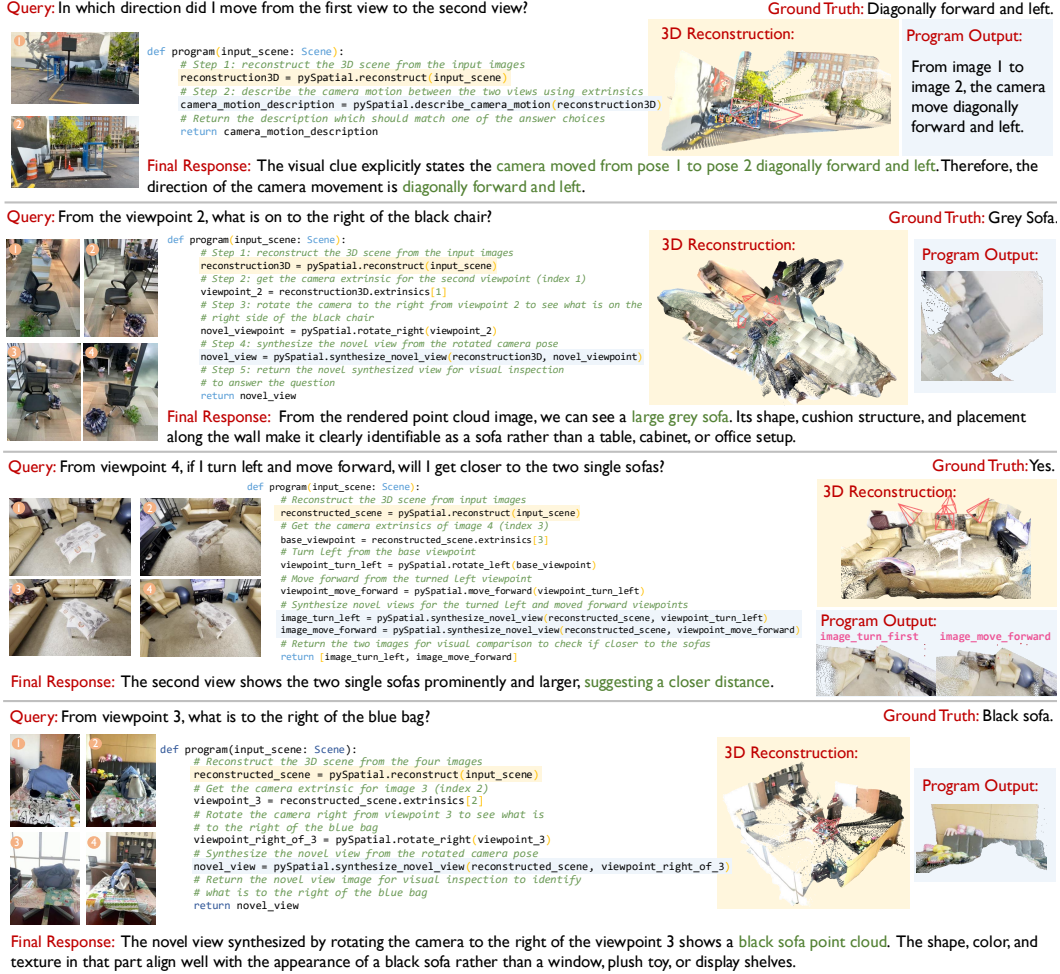 Query: In which direction did I move from the first view to the second view?
Ground Truth: Diagonally forward and left.
1
2
def program(input_scene: Scene):
# Step 1: reconstruct the 3D scene from the input images
reconstruction3D = pySpatial.reconstruct(input_scene)
# Step 2: describe the camera motion between the two views using extrinsics
camera_motion_description = pySpatial.describe_camera_motion(reconstruction3D)
# Return the description which should match one of the answer choices
return camera_motion_description
3D Reconstruction:
Program Output:
From image 1 to
image 2, the camera
move diagonally
forward and left.
Final Response: The visual clue explicitly states the camera moved from pose 1 to pose 2 diagonally forward and left. Therefore, the
direction of the camera movement is diagonally forward and left.
Query: From the viewpoint 2, what is on to the right of the black chair?
Ground Truth: Grey Sofa.
1
2
3
4
def program(input_scene: Scene):
# Step 1: reconstruct the 3D scene from the input images
reconstruction3D = pySpatial.reconstruct(input_scene)
# Step 2: get the camera extrinsic for the second viewpoint (index 1)
viewpoint_2 = reconstruction3D.extrinsics[1]
# Step 3: rotate the camera to the right from viewpoint 2 to see what is on the
# right side of the black chair
novel_viewpoint = pySpatial.rotate_right(viewpoint_2)
# Step 4: synthesize the novel view from the rotated camera pose
novel_view = pySpatial.synthesize_novel_view(reconstruction3D, novel_viewpoint)
# Step 5: return the novel synthesized view for visual inspection
# to answer the question
return novel_view
3D Reconstruction:
Program Output:
Final Response: From the rendered point cloud image, we can see a large grey sofa. Its shape, cushion structure, and placement
along the wall make it clearly identifiable as a sofa rather than a table, cabinet, or office setup.
Query: From viewpoint 4, if I turn left and move forward, will I get closer to the two single sofas?
Ground Truth: Yes.
1
2
3
4
def program(input_scene: Scene):
# Reconstruct the 3D scene from input images
reconstructed_scene = pySpatial.reconstruct(input_scene)
# Get the camera extrinsics of image 4 (index 3)
base_viewpoint = reconstructed_scene.extrinsics[3]
# Turn left from the base viewpoint
viewpoint_turn_left = pySpatial.rotate_left(base_viewpoint)
# Move forward from the turned left viewpoint
viewpoint_move_forward = pySpatial.move_forward(viewpoint_turn_left)
# Synthesize novel views for the turned left and moved forward viewpoints
image_turn_left = pySpatial.synthesize_novel_view(reconstructed_scene, viewpoint_turn_left)
image_move_forward = pySpatial.synthesize_novel_view(reconstructed_scene, viewpoint_move_forward)
# Return the two images for visual comparison to check if closer to the sofas
return [image_turn_left, image_move_forward]
3D Reconstruction:
Program Output:
image_turn_first
image_move_forward
Final Response: The second view shows the two single sofas prominently and larger, suggesting a closer distance.
Query: From viewpoint 3, what is to the right of the blue bag?
Ground Truth: Black sofa.
1
2
3
4
def program(input_scene: Scene):
# Reconstruct the 3D scene from the four images
reconstructed_scene = pySpatial.reconstruct(input_scene)
# Get the camera extrinsic for image 3 (index 2)
viewpoint_3 = reconstructed_scene.extrinsics[2]
# Rotate the camera right from viewpoint 3 to see what is
# to the right of the blue bag
viewpoint_right_of_3 = pySpatial.rotate_right(viewpoint_3)
# Synthesize the novel view from the rotated camera pose
novel_view = pySpatial.synthesize_novel_view(reconstructed_scene, viewpoint_right_of_3)
# Return the novel view image for visual inspection to identify
# what is to the right of the blue bag
return novel_view
3D Reconstruction:
Program Output:
Final Response: The novel view synthesized by rotating the camera to the right of the viewpoint 3 shows a black sofa point cloud. The shape, color, and
texture in that part align well with the appearance of a black sofa rather than a window, plush toy, or display shelves.